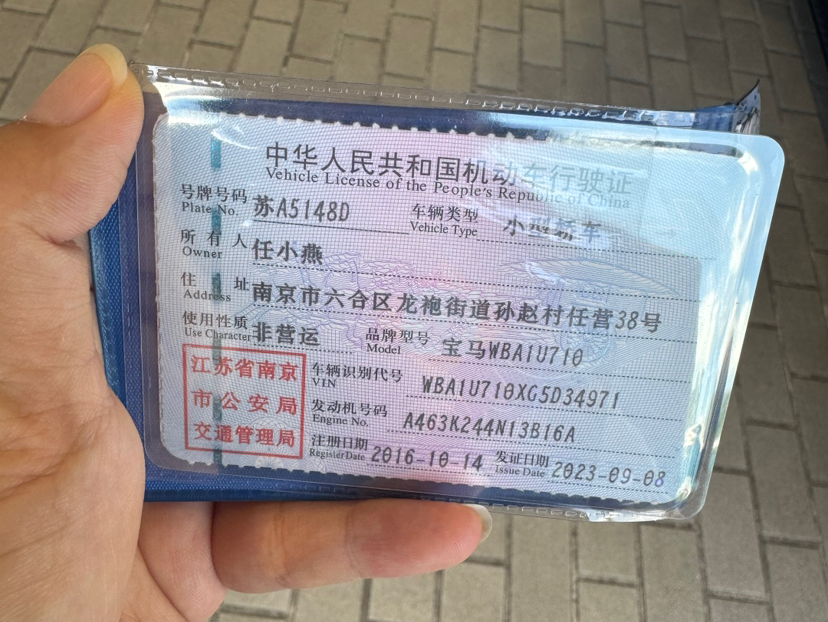 中华人民共和国机动车行驶证
Vehicle License of the People's Republic of China
号牌号码 苏A5148D 车辆类型 小型轿车
Plate No. Vehicle Type
所有人 任小燕
Owner
住址 南京市六合区龙袍街道孙赵村任营38号
Address
使用性质 非营运 品牌型号 宝马WBA1U710
Use Character Model
江苏省南京
市公安局
交通管理局
车辆识别代号 WBA1U710XG5D34971
VIN
发动机号码 A463K244N13B16A
Engine No.
注册日期 2016-10-14 发证日期 2023-09-08
Register Date Issue Date